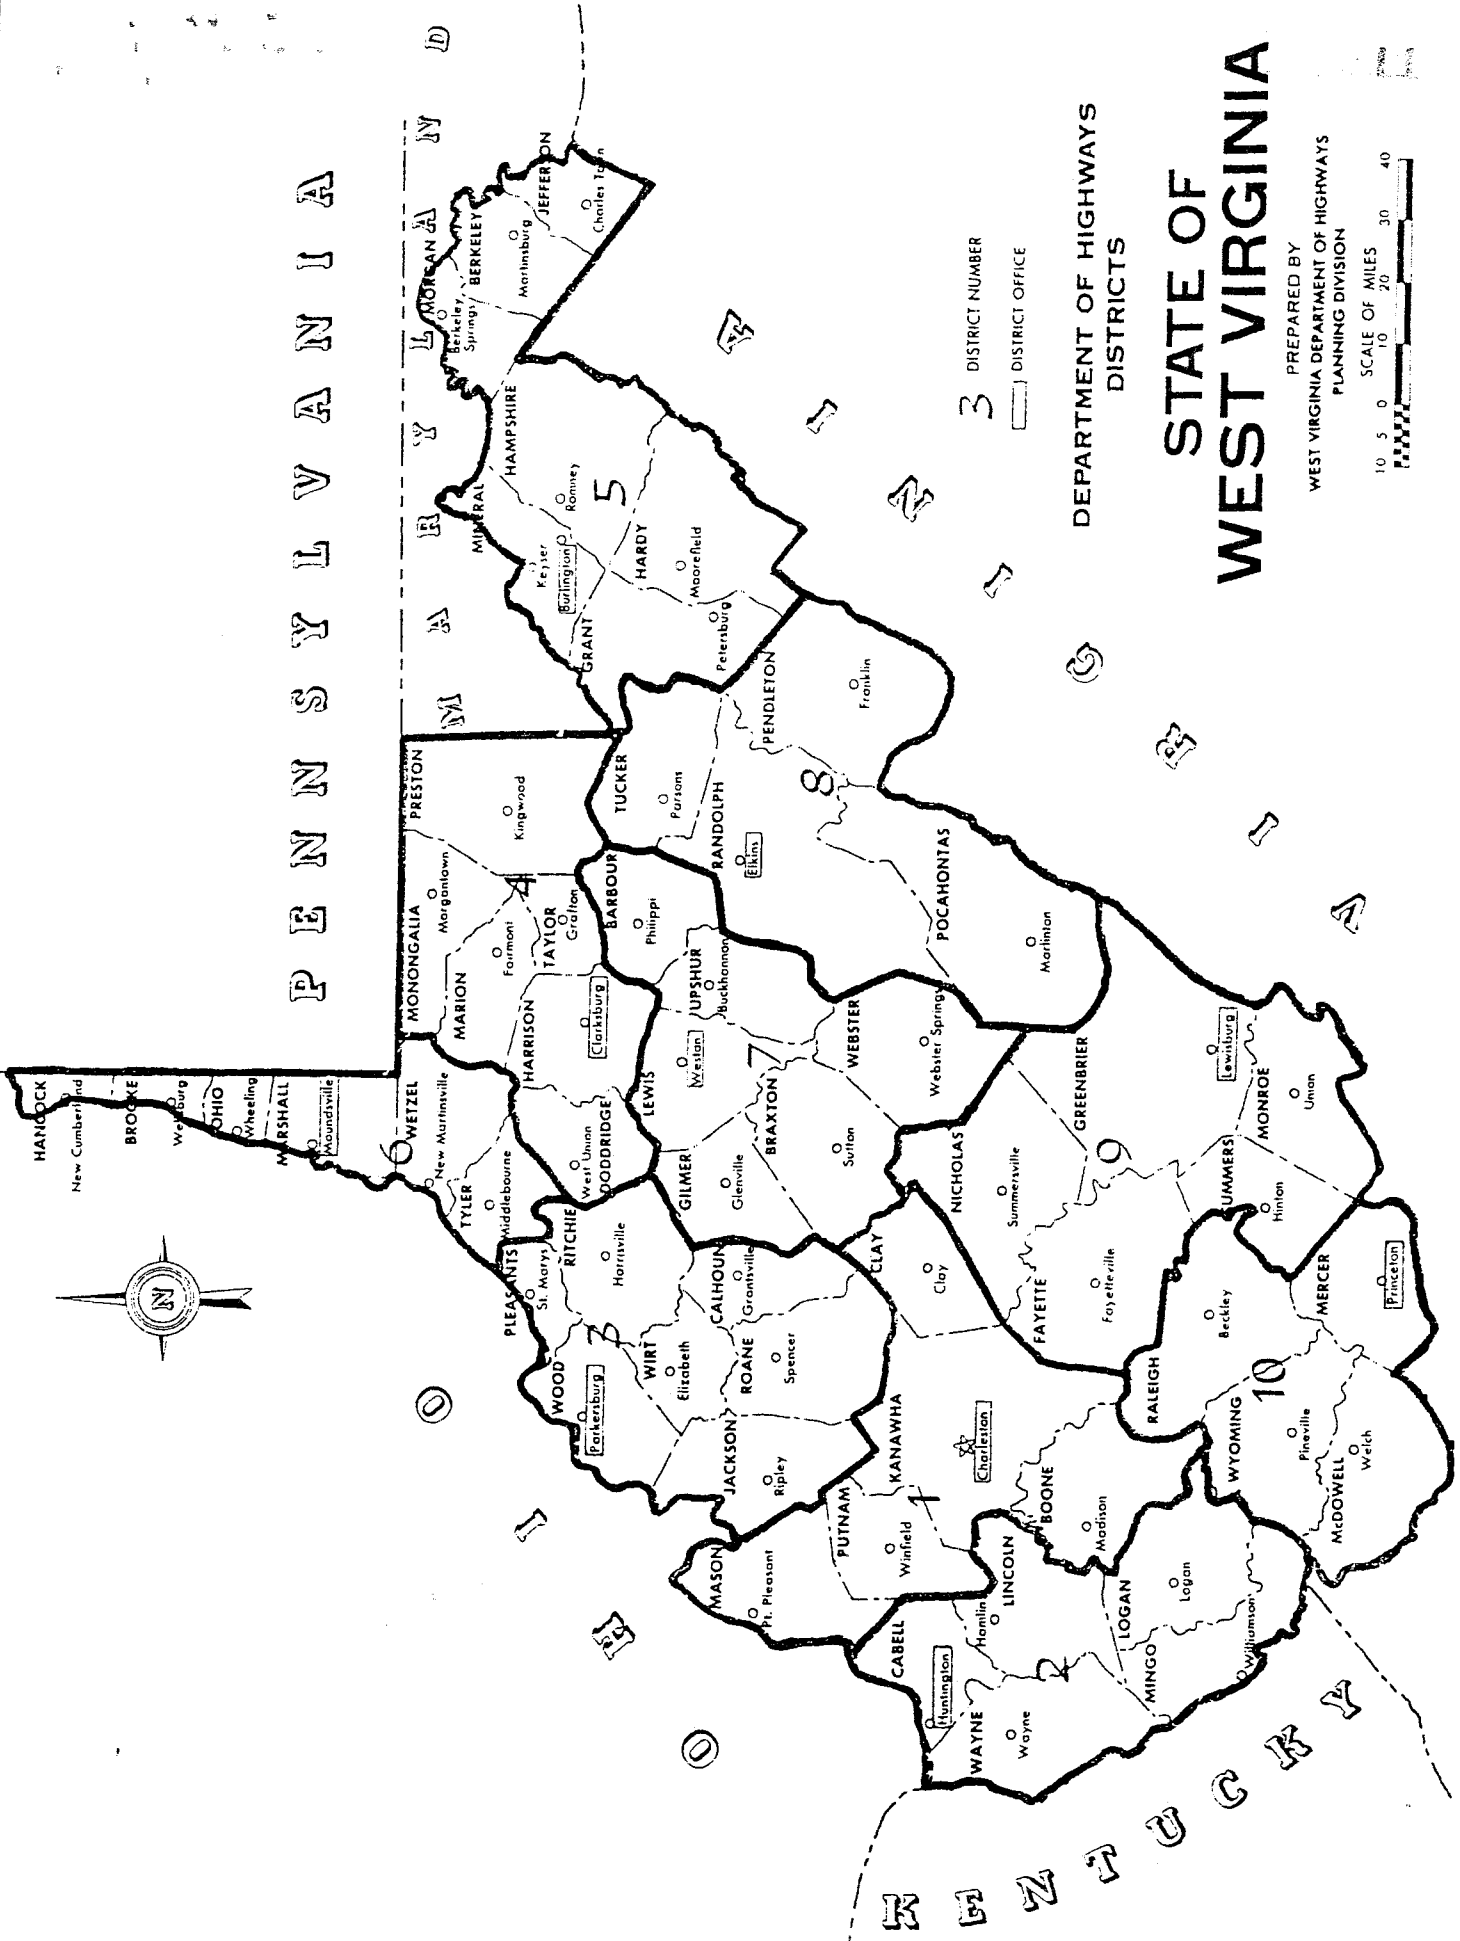 PENNSYLVANIA
MARYLAND
OHIO
KENTUCKY
VIRGINIA
N
HANCOCK
New Cumberland
BROOKE
Wellsburg
OHIO
Wheeling
MARSHALL
Moundsville
6
WETZEL
New Martinsville
TYLER
Middlebourne
PLEASANTS
St. Marys
RITCHIE
Harrisville
WOOD
Parkersburg
3
WIRT
Elizabeth
CALHOUN
Grantsville
ROANE
Spencer
JACKSON
Ripley
MONONGALIA
Morgantown
MARION
Fairmont
PRESTON
Kingwood
4
TAYLOR
Grafton
HARRISON
Clarksburg
DODDRIDGE
West Union
BARBOUR
Philippi
UPSHUR
Buckhannon
LEWIS
Weston
7
GILMER
Glenville
BRAXTON
Sutton
WEBSTER
Webster Springs
TUCKER
Parsons
RANDOLPH
Elkins
8
PENDLETON
Franklin
POCAHONTAS
Marlinton
MORGAN
Berkeley
Springs
BERKELEY
Martinsburg
JEFFERSON
Charles Town
HAMPSHIRE
Romney
MINERAL
Keyser
Burlington
5
HARDY
Moorefield
GRANT
Petersburg
MASON
Pt. Pleasant
PUTNAM
Winfield
1
KANAWHA
Charleston
CLAY
Clay
BOONE
Madison
CABELL
Huntington
LINCOLN
Hamlin
WAYNE
Wayne
2
LOGAN
Logan
MINGO
Williamson
NICHOLAS
Summersville
9
FAYETTE
Fayetteville
GREENBRIER
Lewisburg
MONROE
Union
SUMMERS
Hinton
RALEIGH
Beckley
10
WYOMING
Pineville
McDOWELL
Welch
MERCER
Princeton
3 DISTRICT NUMBER
DISTRICT OFFICE
DEPARTMENT OF HIGHWAYS
DISTRICTS
STATE OF
WEST VIRGINIA
PREPARED BY
WEST VIRGINIA DEPARTMENT OF HIGHWAYS
PLANNING DIVISION
SCALE OF MILES
10 5 0 10 20 30 40